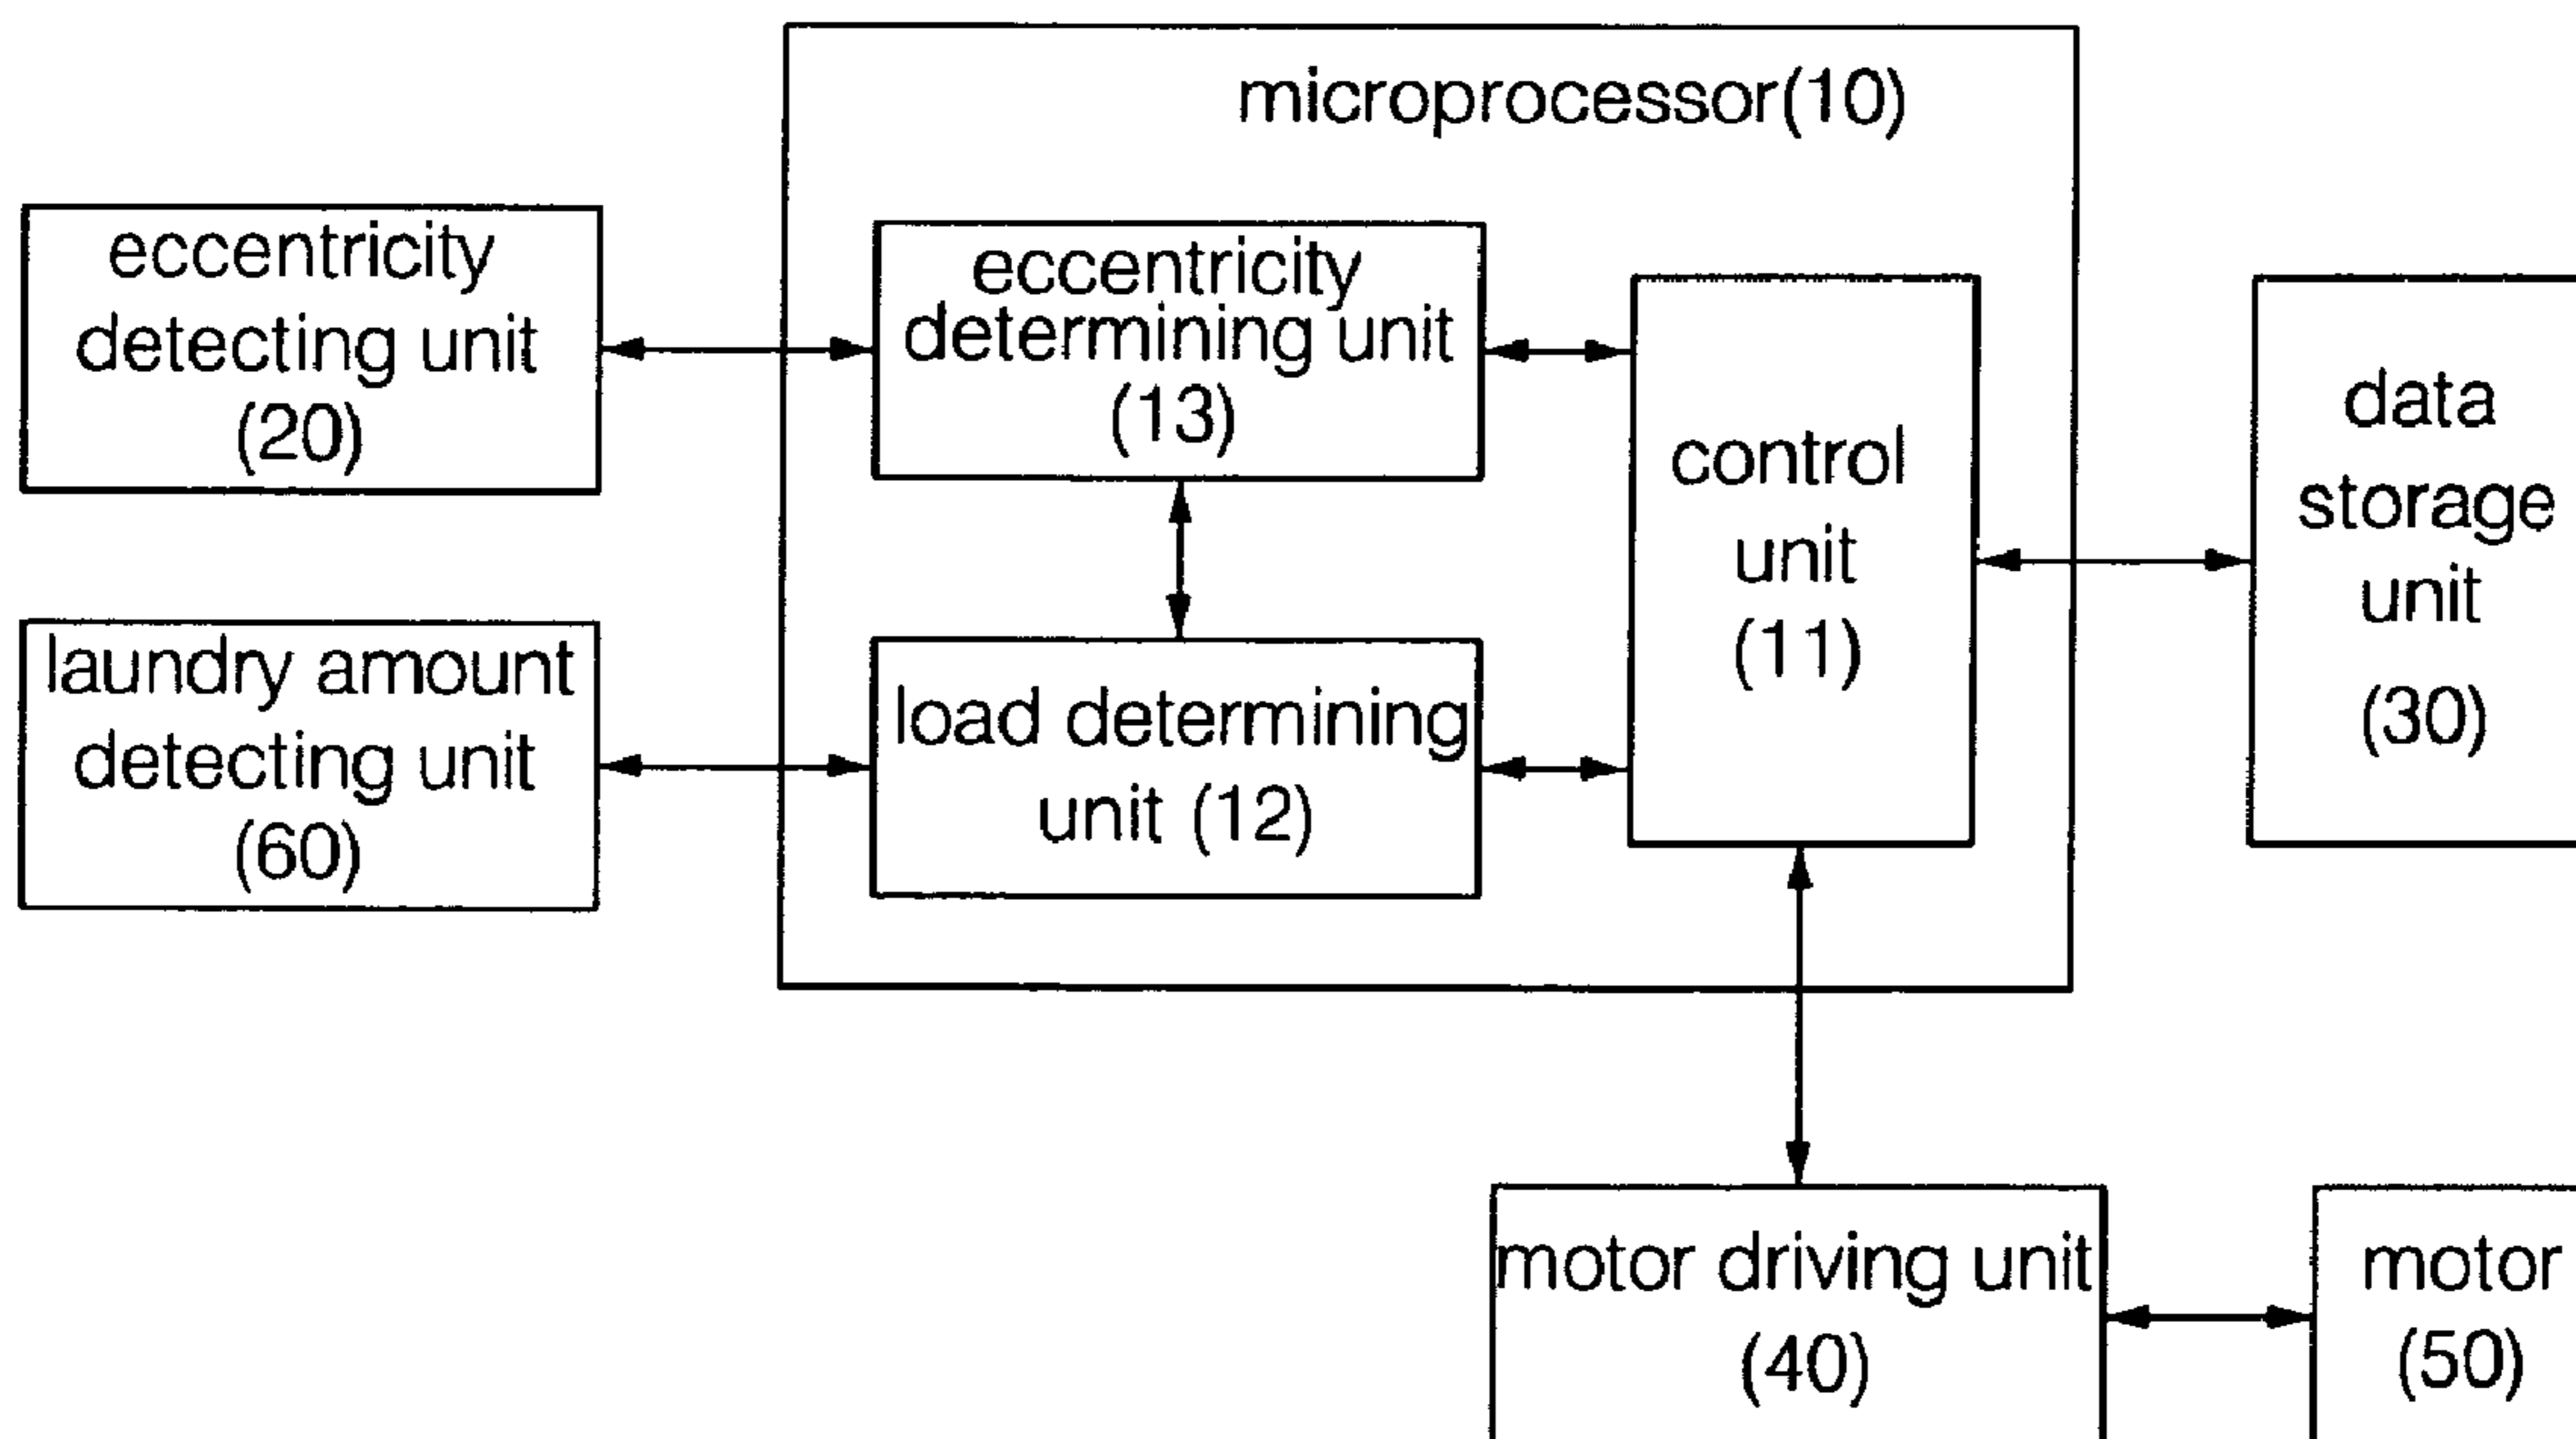 microprocessor(10)
eccentricity
detecting unit
(20)
eccentricity
determining unit
(13)
control
unit
(11)
data
storage
unit
(30)
laundry amount
detecting unit
(60)
load determining
unit (12)
motor driving unit
(40)
motor
(50)